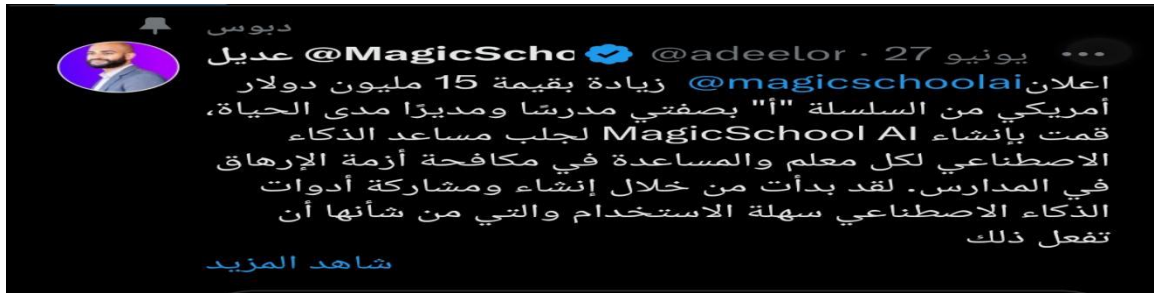 دبوس
عديل @MagicScho @adeelor · 27 يونيو
اعلان@magicschoolai زيادة بقيمة 15 مليون دولار
أمريكي من السلسلة "أ" بصفتي مدرسًا ومديرًا مدى الحياة،
قمت بإنشاء MagicSchool AI لجلب مساعد الذكاء
الاصطناعي لكل معلم والمساعدة في مكافحة أزمة الإرهاق
في المدارس. لقد بدأت من خلال إنشاء ومشاركة أدوات
الذكاء الاصطناعي سهلة الاستخدام والتي من شأنها أن
تفعل ذلك
شاهد المزيد